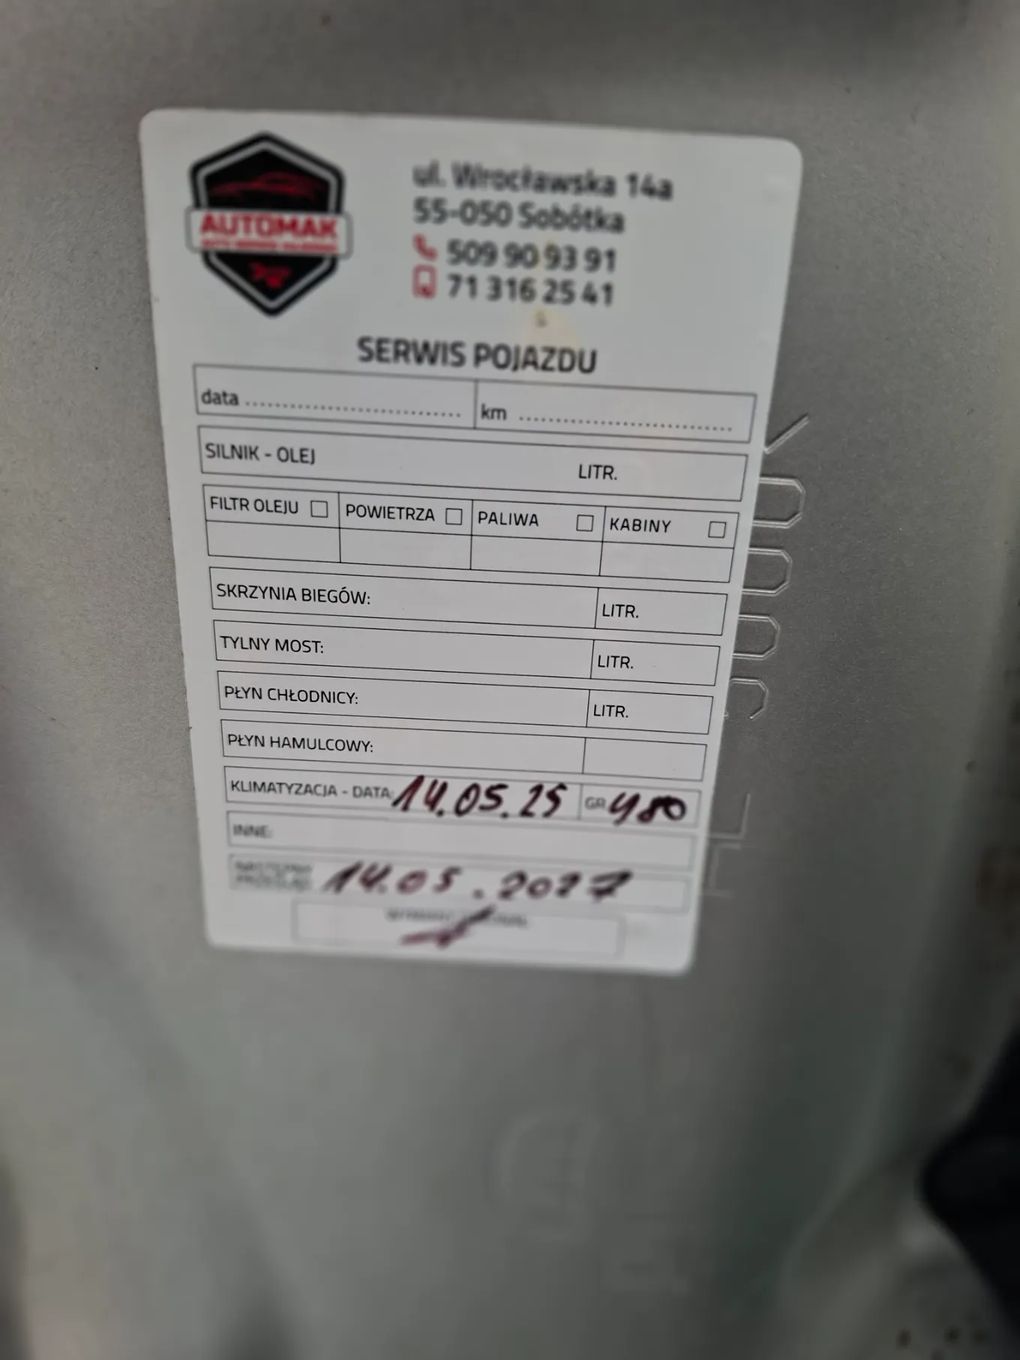 AUTOMAK
ul. Wrocławska 14a
55-050 Sobótka
509 90 93 91
71 316 25 41
SERWIS POJAZDU
data km
SILNIK - OLEJ LITR.
FILTR OLEJU POWIETRZA PALIWA KABINY
SKRZYNIA BIEGÓW: LITR.
TYLNY MOST: LITR.
PŁYN CHŁODNICY: LITR.
PŁYN HAMULCOWY:
KLIMATYZACJA - DATA: 14.05.25 GR. 480
INNE:
NASTĘPNY
PRZEGLĄD: 14.05.2027